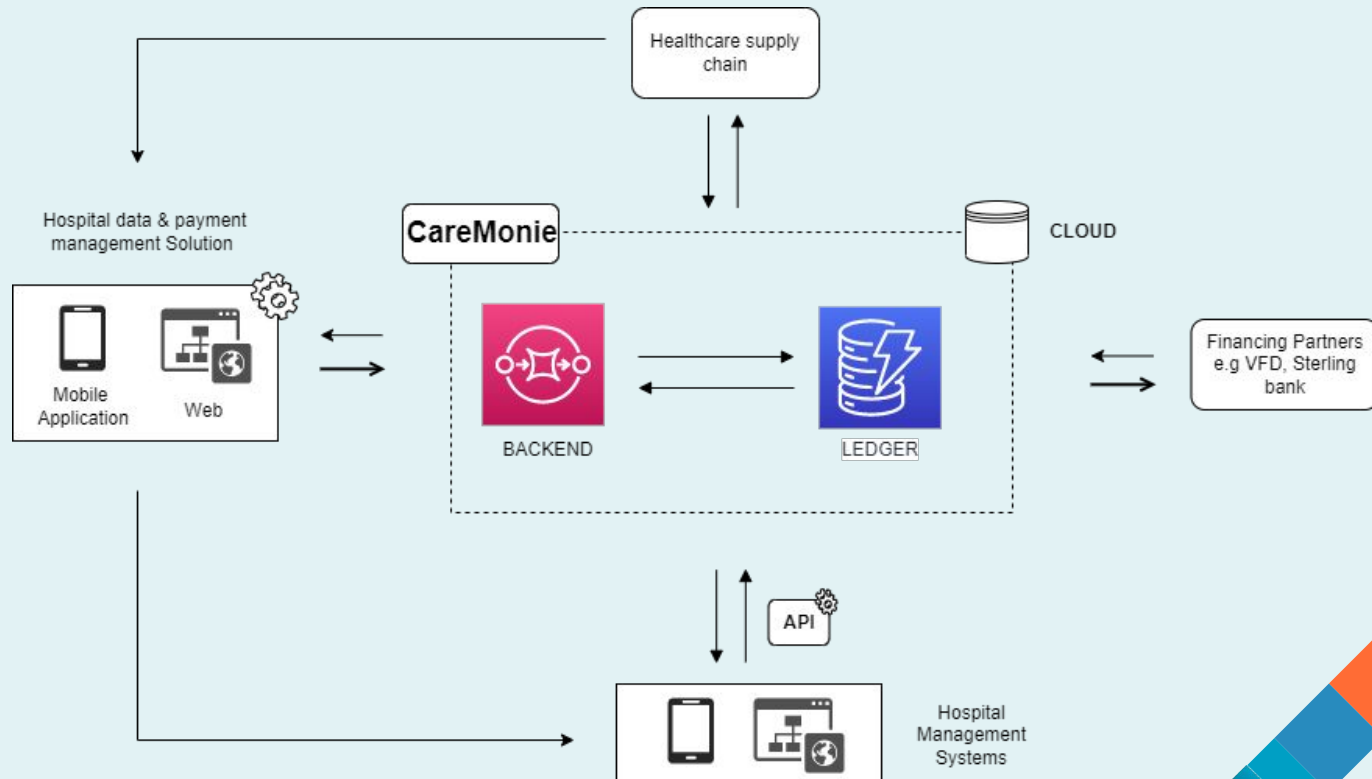 Healthcare supply
chain
Hospital data & payment
management Solution
CareMonie
CLOUD
Mobile
Application
Web
BACKEND
LEDGER
Financing Partners
e.g VFD, Sterling
bank
API
Hospital
Management
Systems